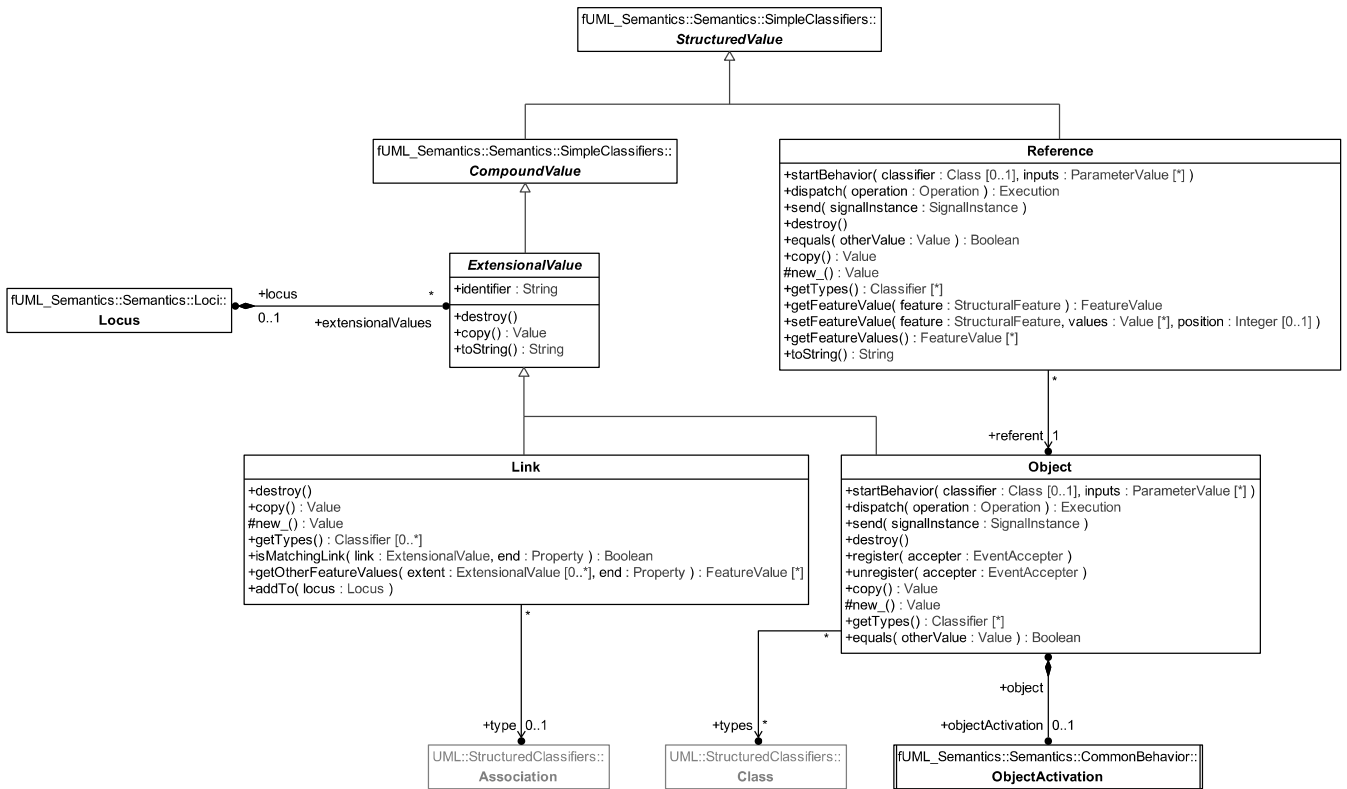 fUML_Semantics::Semantics::SimpleClassifiers::
StructuredValue
fUML_Semantics::Semantics::SimpleClassifiers::
CompoundValue
Reference
+startBehavior( classifier : Class [0..1], inputs : ParameterValue [*] )
+dispatch( operation : Operation ) : Execution
+send( signalInstance : SignalInstance )
+destroy()
+equals( otherValue : Value ) : Boolean
+copy() : Value
#new_() : Value
+getTypes() : Classifier [*]
+getFeatureValue( feature : StructuralFeature ) : FeatureValue
+setFeatureValue( feature : StructuralFeature, values : Value [*], position : Integer [0..1] )
+getFeatureValues() : FeatureValue [*]
+toString() : String
ExtensionalValue
+identifier : String
+destroy()
+copy() : Value
+toString() : String
fUML_Semantics::Semantics::Loci::
Locus
+locus
0..1
*
+extensionalValues
*
+referent 1
Link
+destroy()
+copy() : Value
#new_() : Value
+getTypes() : Classifier [0..*]
+isMatchingLink( link : ExtensionalValue, end : Property ) : Boolean
+getOtherFeatureValues( extent : ExtensionalValue [0..*], end : Property ) : FeatureValue [*]
+addTo( locus : Locus )
Object
+startBehavior( classifier : Class [0..1], inputs : ParameterValue [*] )
+dispatch( operation : Operation ) : Execution
+send( signalInstance : SignalInstance )
+destroy()
+register( accepter : EventAccepter )
+unregister( accepter : EventAccepter )
+copy() : Value
#new_() : Value
+getTypes() : Classifier [*]
+equals( otherValue : Value ) : Boolean
*
+type 0..1
*
+types *
+object
+objectActivation 0..1
UML::StructuredClassifiers::
Association
UML::StructuredClassifiers::
Class
fUML_Semantics::Semantics::CommonBehavior::
ObjectActivation